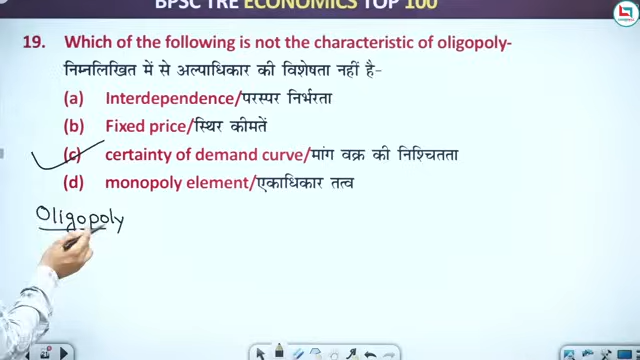 BPSC TRE ECONOMICS TOP 100
19. Which of the following is not the characteristic of oligopoly-
निम्नलिखित में से अल्पाधिकार की विशेषता नहीं है-
(a) Interdependence/परस्पर निर्भरता
(b) Fixed price/स्थिर कीमतें
(c) certainty of demand curve/मांग वक्र की निश्चितता
(d) monopoly element/एकाधिकार तत्व
Oligopoly